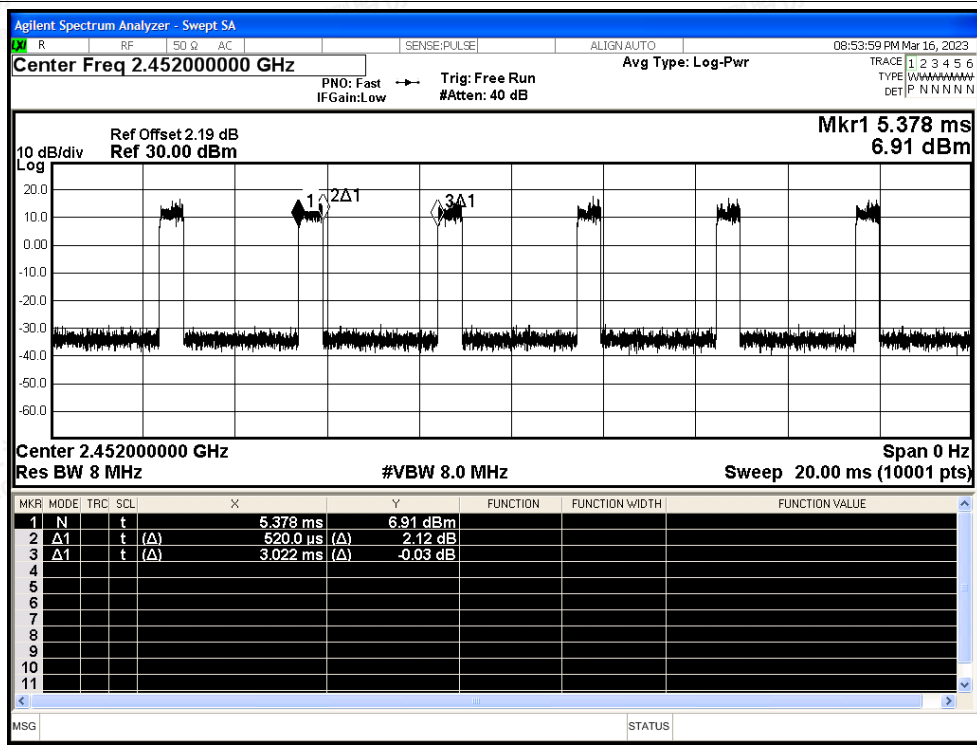 Agilent Spectrum Analyzer - Swept SA
LXI R RF 50 Ω AC SENSE:PULSE ALIGN AUTO 08:53:59 PM Mar 16, 2023
Center Freq 2.452000000 GHz Avg Type: Log-Pwr TRACE 1 2 3 4 5 6
PNO: Fast Trig: Free Run TYPE WWWWWW
IFGain:Low #Atten: 40 dB DET P N N N N N
Mkr1 5.378 ms
Ref Offset 2.19 dB
10 dB/div Ref 30.00 dBm 6.91 dBm
Log
20.0
1 2Δ1 3Δ1
10.0
0.00
-10.0
-20.0
-30.0
-40.0
-50.0
-60.0
Center 2.452000000 GHz Span 0 Hz
Res BW 8 MHz #VBW 8.0 MHz Sweep 20.00 ms (10001 pts)
MKR MODE TRC SCL X Y FUNCTION FUNCTION WIDTH FUNCTION VALUE
1 N t 5.378 ms 6.91 dBm
2 Δ1 t (Δ) 520.0 µs (Δ) 2.12 dB
3 Δ1 t (Δ) 3.022 ms (Δ) -0.03 dB
4
5
6
7
8
9
10
11
MSG STATUS